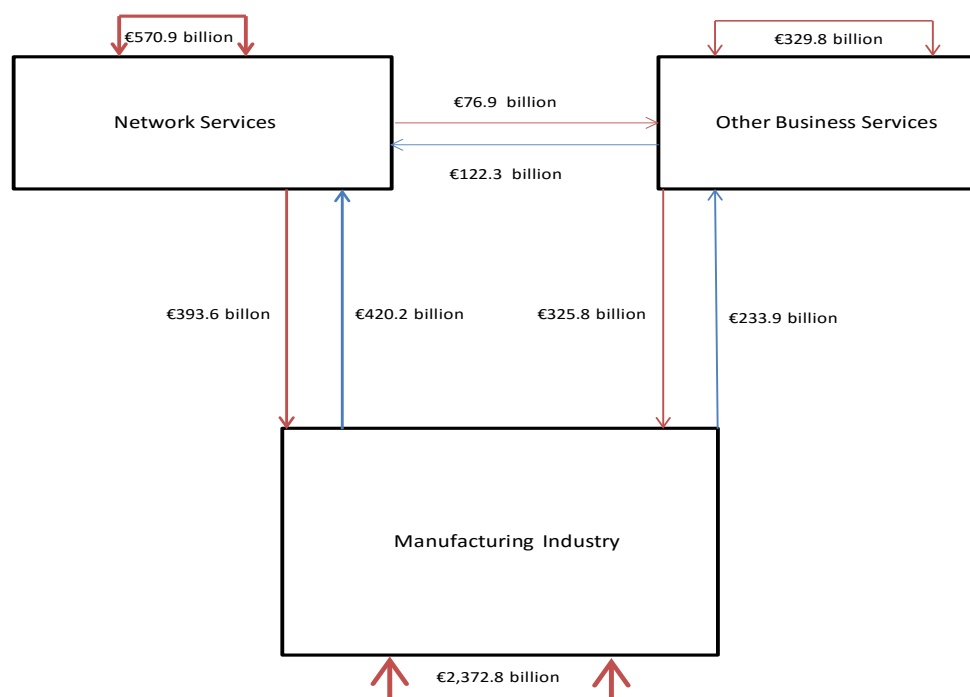 €570.9 billion
€329.8 billion
Network Services
€76.9 billion
Other Business Services
€122.3 billion
€393.6 billon
€420.2 billion
€325.8 billion
€233.9 billion
Manufacturing Industry
€2,372.8 billion